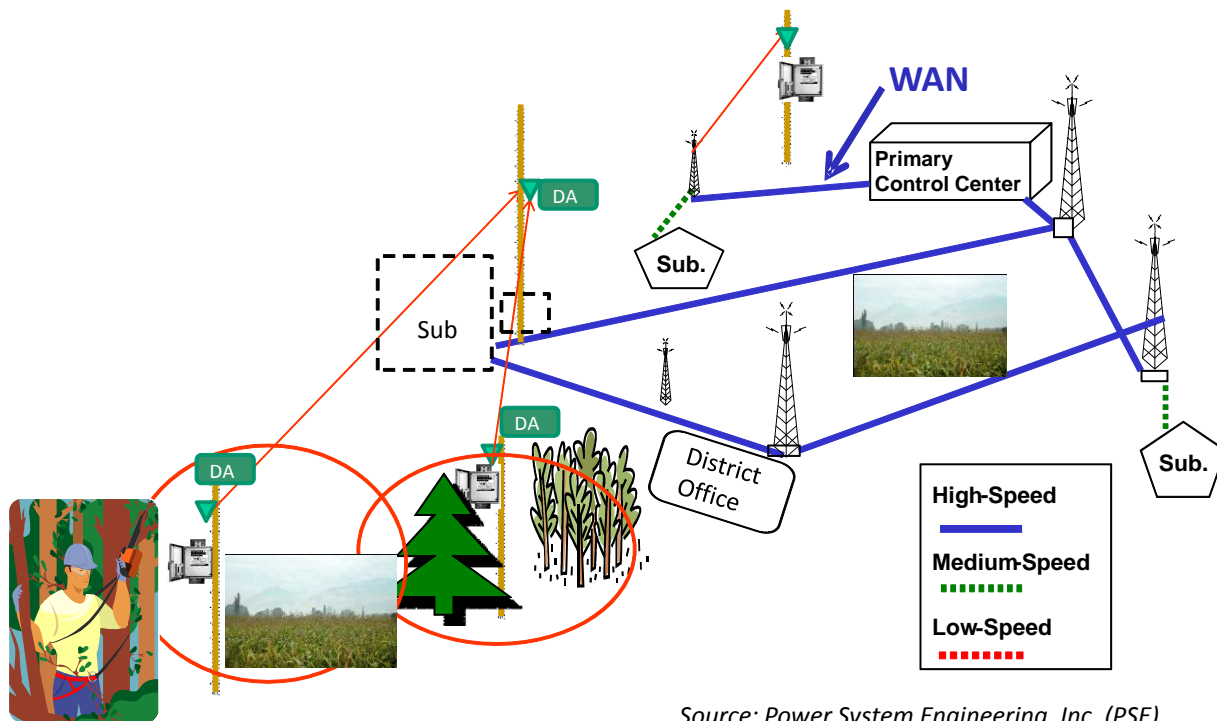 WAN
Primary
Control Center
DA
Sub.
Sub
DA
DA
District
Office
Sub.
High-Speed
Medium-Speed
Low-Speed
Source: Power System Engineering, Inc. (PSE)